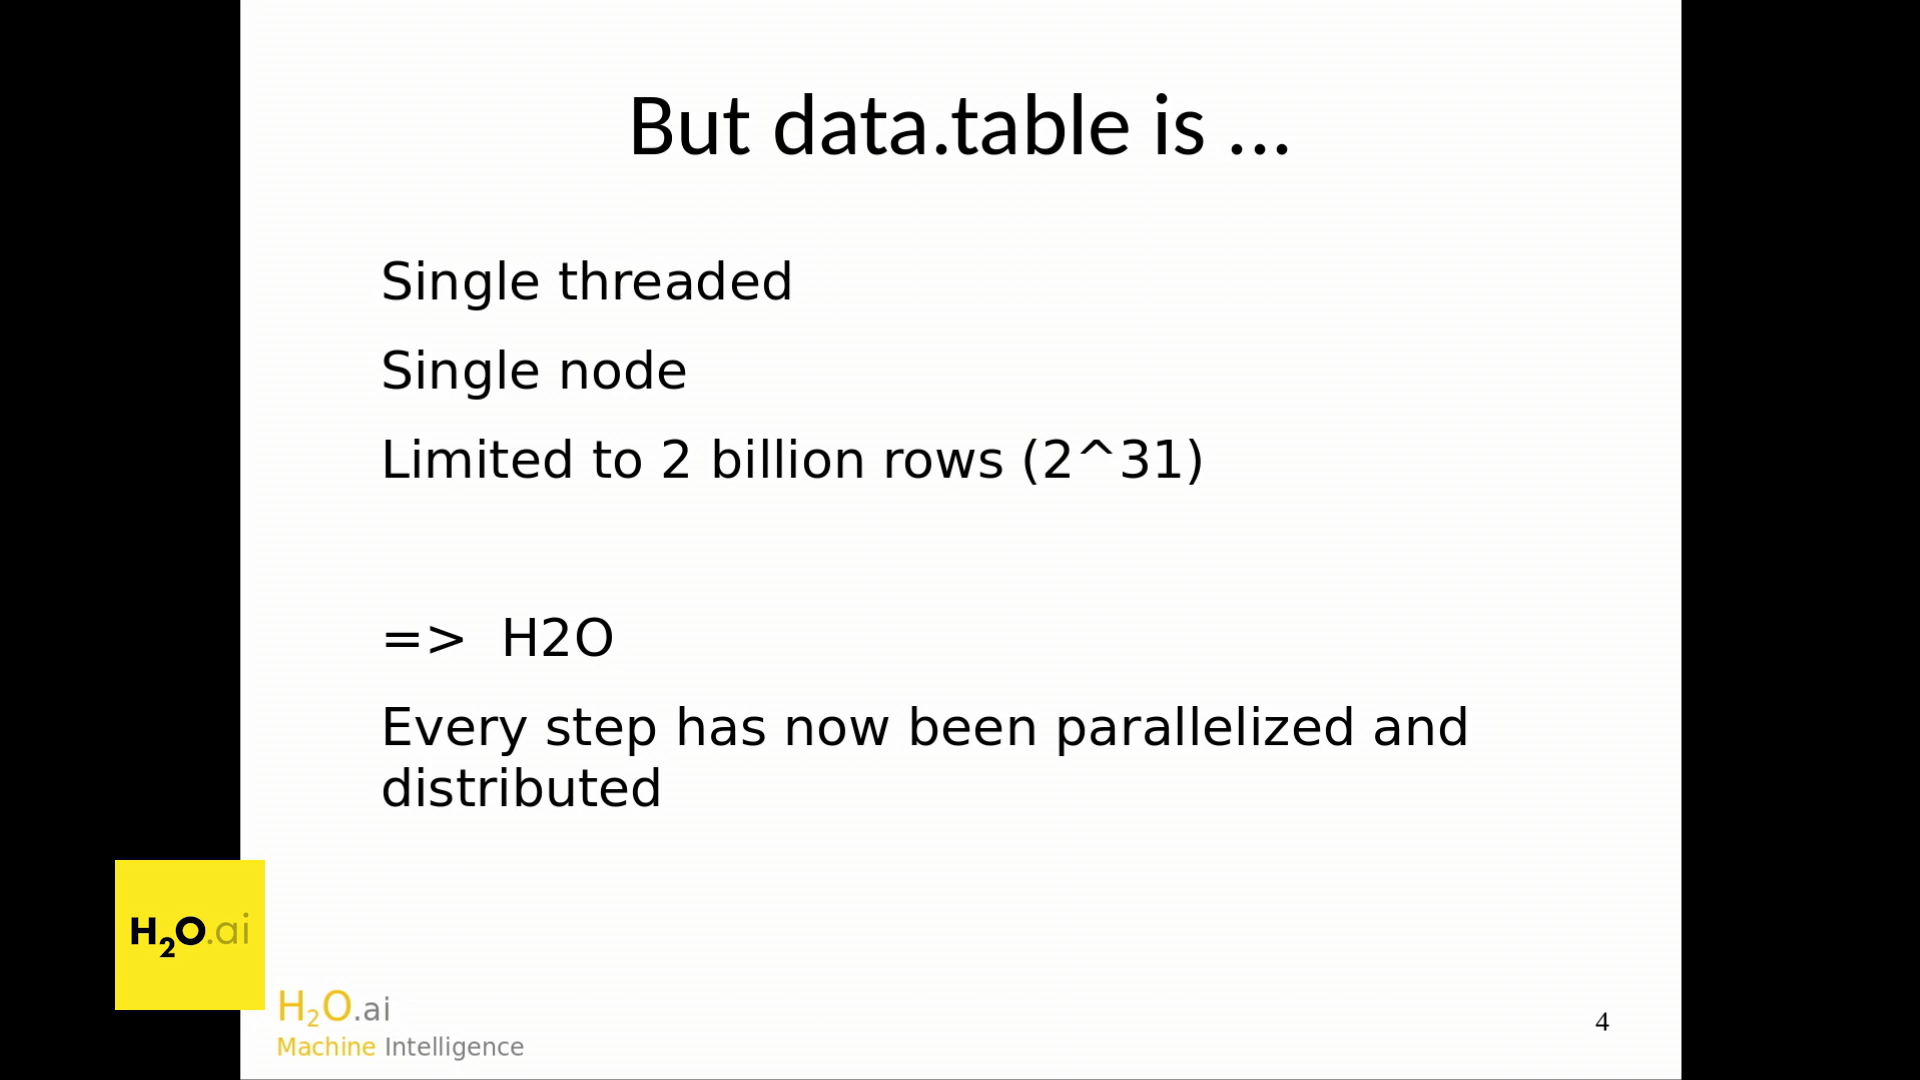 But data.table is ...
Single threaded
Single node
Limited to 2 billion rows (2^31)
=> H2O
Every step has now been parallelized and
distributed
H2O.ai
H2O.ai
Machine Intelligence
4